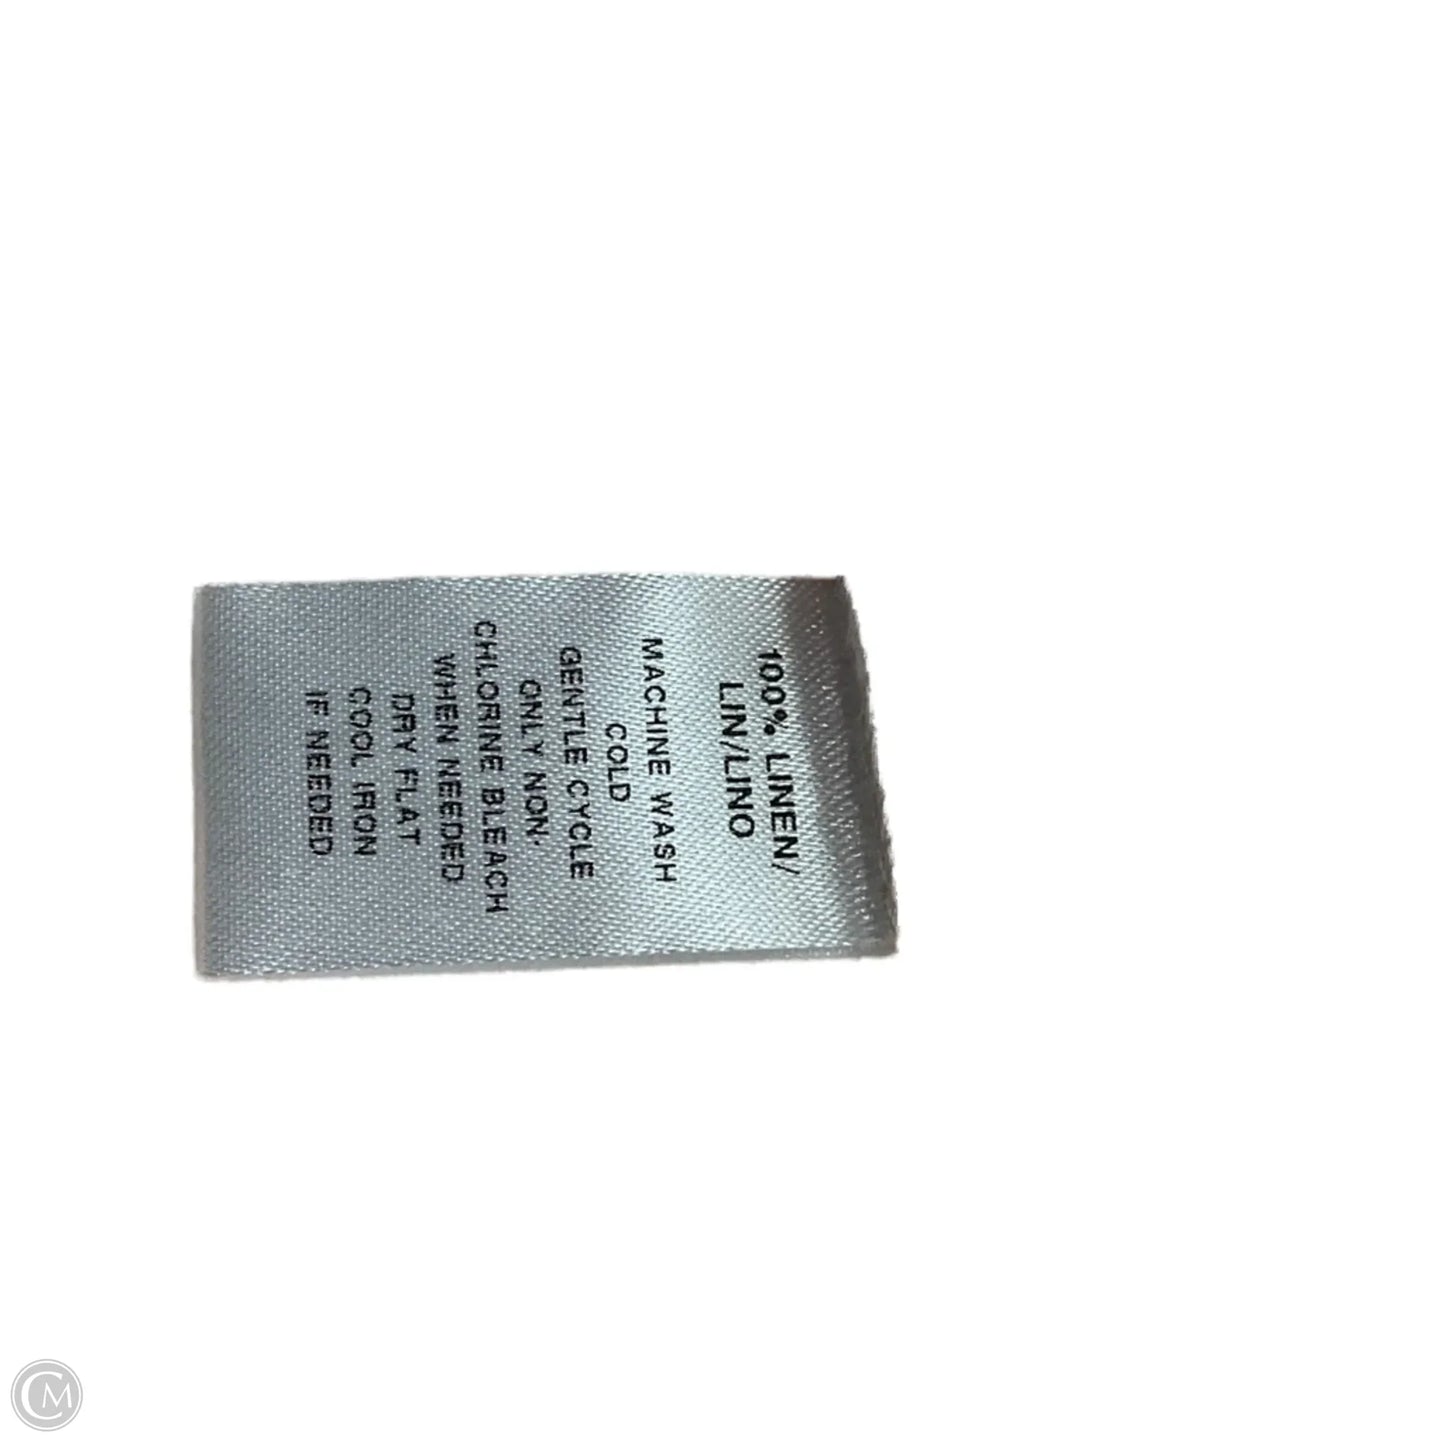 100% LINEN/
LIN/LINO
MACHINE WASH
COLD
GENTLE CYCLE
ONLY NON-
CHLORINE BLEACH
WHEN NEEDED
DRY FLAT
COOL IRON
IF NEEDED
CM